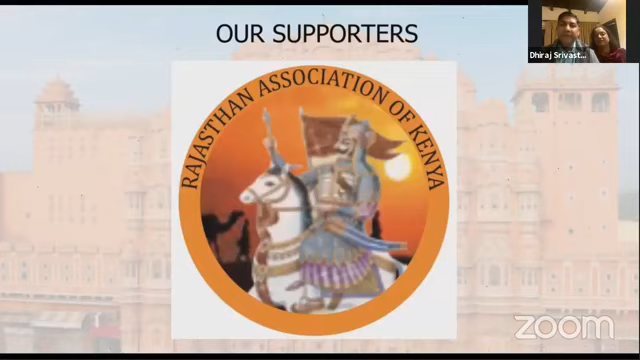 OUR SUPPORTERS
RAJASTHAN ASSOCIATION OF KENYA
Dhiraj Srivast...
zoom